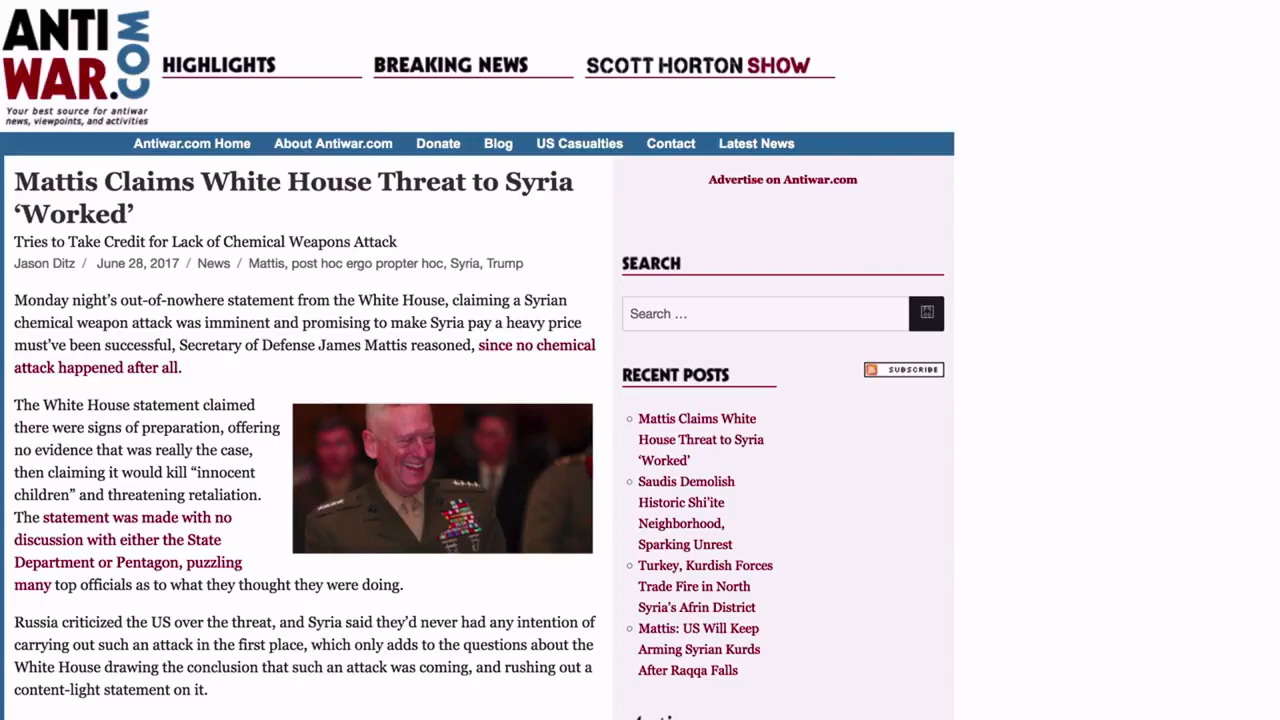 ANTI
WAR.COM
Your best source for antiwar
news, viewpoints, and activities
HIGHLIGHTS
BREAKING NEWS
SCOTT HORTON SHOW
Antiwar.com Home
About Antiwar.com
Donate
Blog
US Casualties
Contact
Latest News
Mattis Claims White House Threat to Syria
‘Worked’
Tries to Take Credit for Lack of Chemical Weapons Attack
Jason Ditz / June 28, 2017 / News / Mattis, post hoc ergo propter hoc, Syria, Trump
Monday night’s out-of-nowhere statement from the White House, claiming a Syrian
chemical weapon attack was imminent and promising to make Syria pay a heavy price
must’ve been successful, Secretary of Defense James Mattis reasoned, since no chemical
attack happened after all.
The White House statement claimed
there were signs of preparation, offering
no evidence that was really the case,
then claiming it would kill “innocent
children” and threatening retaliation.
The statement was made with no
discussion with either the State
Department or Pentagon, puzzling
many top officials as to what they thought they were doing.
Russia criticized the US over the threat, and Syria said they’d never had any intention of
carrying out such an attack in the first place, which only adds to the questions about the
White House drawing the conclusion that such an attack was coming, and rushing out a
content-light statement on it.
Advertise on Antiwar.com
SEARCH
Search …
SUBSCRIBE
RECENT POSTS
Mattis Claims White
House Threat to Syria
‘Worked’
Saudis Demolish
Historic Shi’ite
Neighborhood,
Sparking Unrest
Turkey, Kurdish Forces
Trade Fire in North
Syria’s Afrin District
Mattis: US Will Keep
Arming Syrian Kurds
After Raqqa Falls